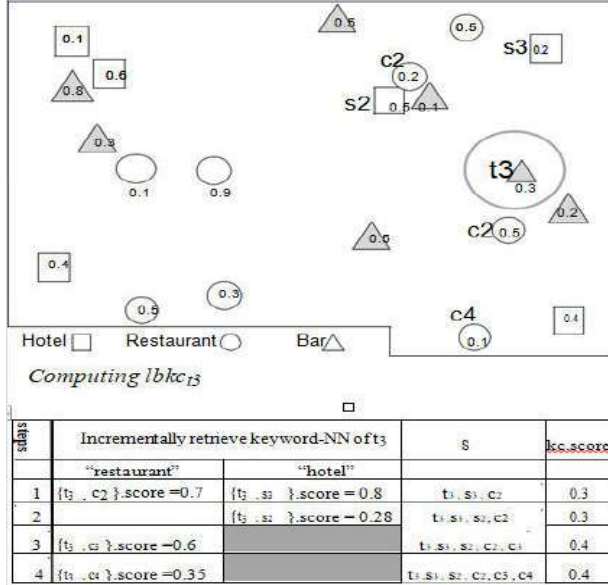 0.5
0.5
0.1
s3 0.2
c2
0.6
0.2
0.8
s2 0.5 0.1
0.3
t3
0.1
0.9
0.3
0.2
c2 0.5
0.5
0.4
0.3
0.5
c4
0.4
0.1
Hotel Restaurant Bar
Computing lbkct3
steps Incrementally retrieve keyword-NN of t3 S kc.score
"restaurant" "hotel"
1 {t3 , c2 }.score =0.7 {t3 , s3 }.score = 0.8 t3 , s3 , c2 0.3
2 {t3 , s2 }.score = 0.28 t3, s3, s2, c2 0.3
3 {t3 , c3 }.score =0.6 t3, s3, s2, c2, c3 0.4
4 {t3 , c4 }.score =0.35 t3, s3, s2, c2, c3, c4 0.4